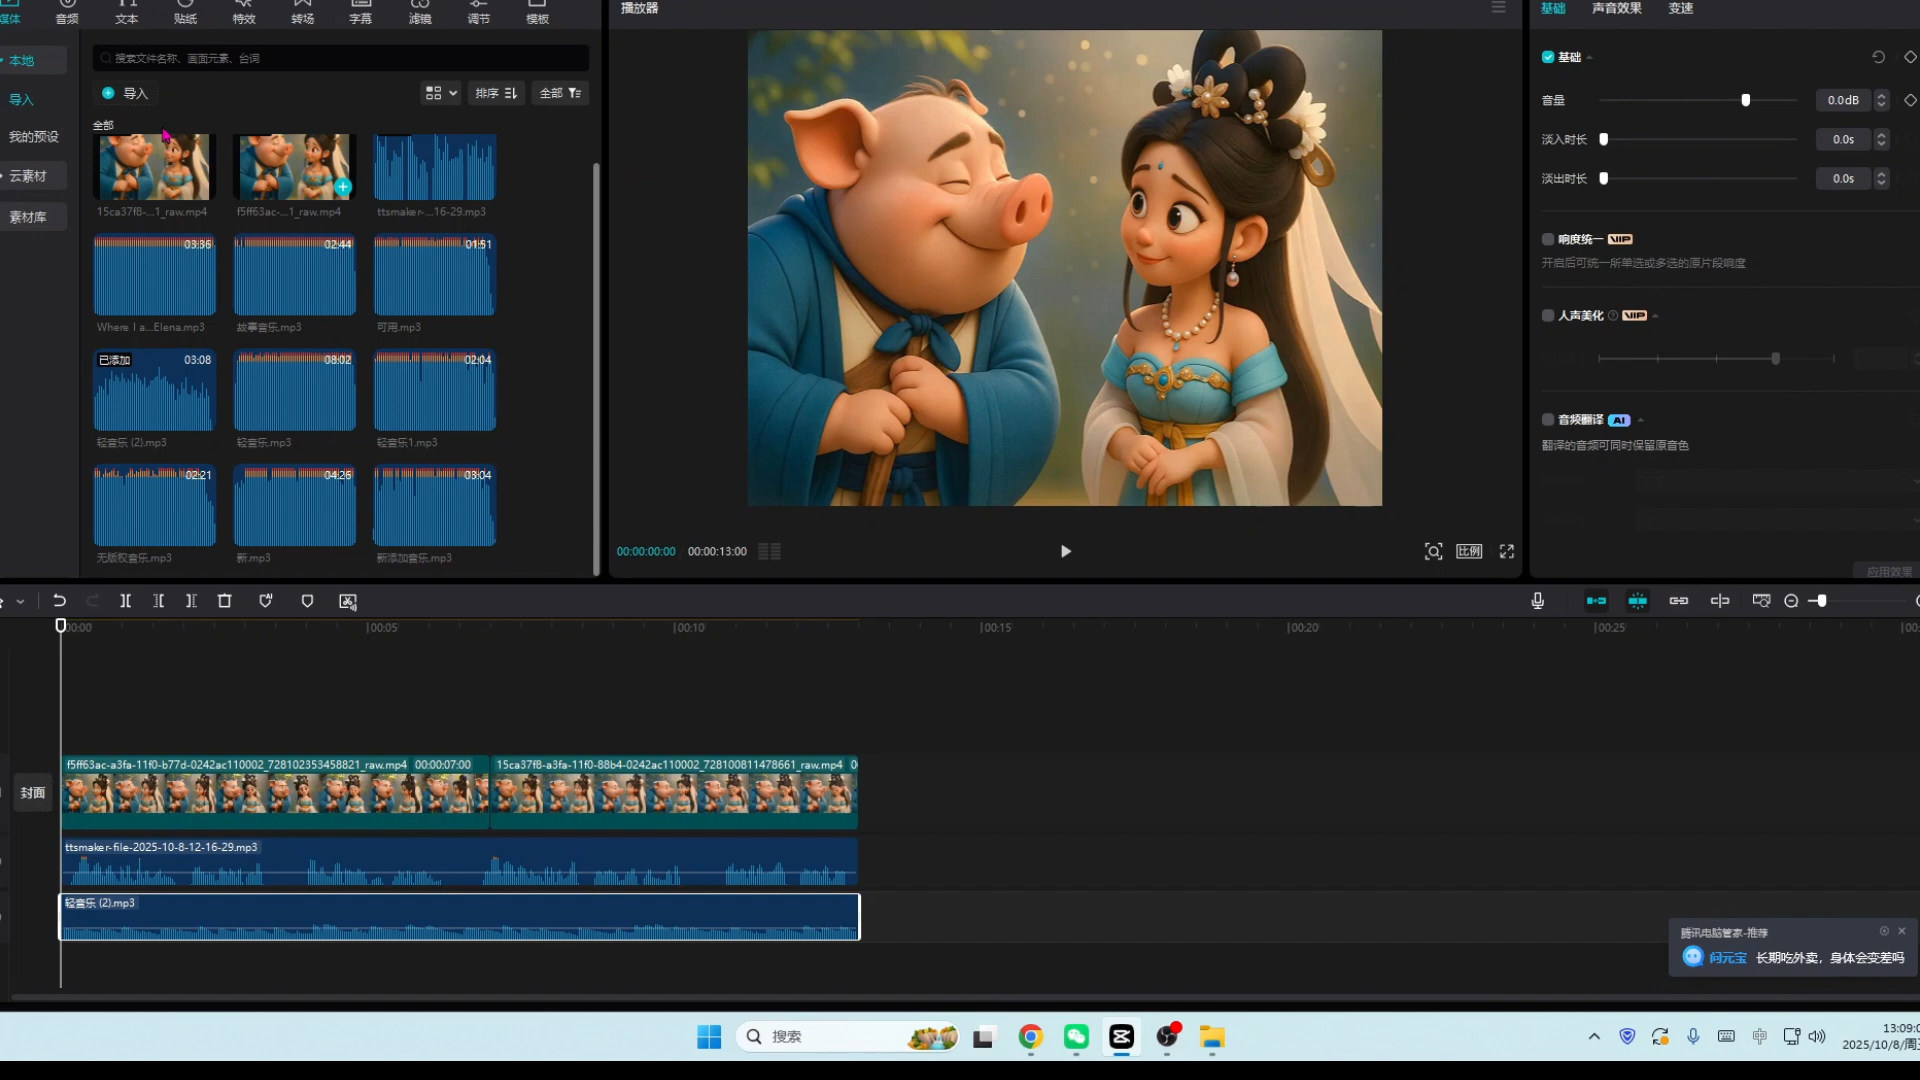 媒体 音频 文本 贴纸 特效 转场 字幕 滤镜 调节 模板
本地
导入
我的预设
云素材
素材库
搜索文件名称、画面元素、台词
导入 排序 全部
全部
15ca37f8-...1_raw.mp4 f5ff63ac-...1_raw.mp4 ttsmaker-...16-29.mp3
03:36 02:44 01:51
Where I a...Elena.mp3 故事音乐.mp3 可用.mp3
已添加 03:08 08:02 02:04
轻音乐 (2).mp3 轻音乐.mp3 轻音乐1.mp3
02:21 04:26 03:04
无版权音乐.mp3 新.mp3 新添加音乐.mp3
播放器
00:00:00:00 00:00:13:00 比例
基础 声音效果 变速
基础
音量 0.0dB
淡入时长 0.0s
淡出时长 0.0s
响度统一 VIP
开启后可统一所单选或多选的原片段响度
人声美化 VIP
音频翻译 AI
翻译的音频可同时保留原音色
应用效果
00:00 00:05 00:10 00:15 00:20 00:25 00:
封面
f5ff63ac-a3fa-11f0-b77d-0242ac110002_728102353458821_raw.mp4 00:00:07:00 15ca37f8-a3fa-11f0-88b4-0242ac110002_728100811478661_raw.mp4 0
ttsmaker-file-2025-10-8-12-16-29.mp3
轻音乐 (2).mp3
腾讯电脑管家-推荐
问元宝 长期吃外卖，身体会变差吗
搜索
中
13:09:0
2025/10/8/周三